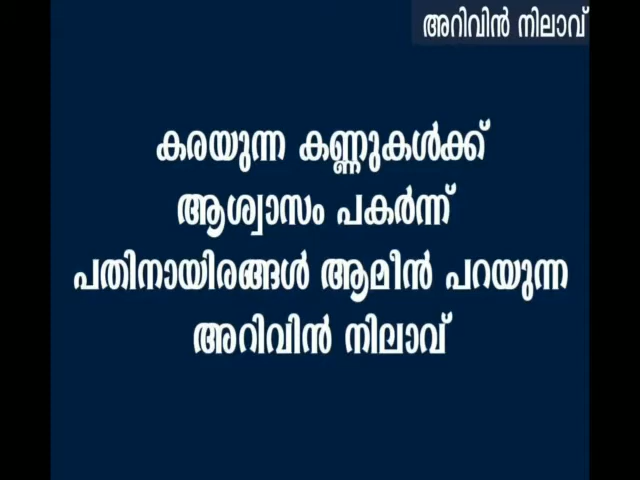 അറിവിൻ നിലാവ്
കരയുന്ന കണ്ണുകൾക്ക്
ആശ്വാസം പകർന്ന്
പതിനായിരങ്ങൾ ആമീൻ പറയുന്ന
അറിവിൻ നിലാവ്